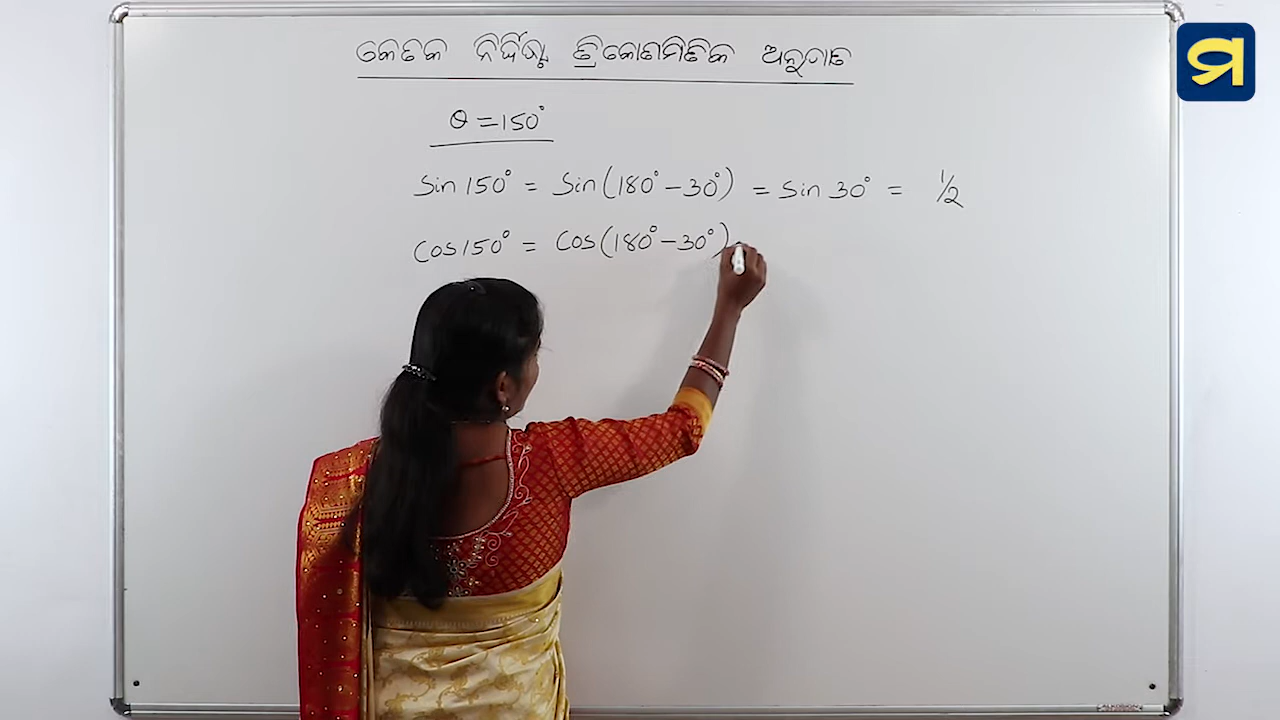 କେତେକ ନିର୍ଦ୍ଦିଷ୍ଟ ତ୍ରିକୋଣମିତିକ ଅନୁପାତ
ମ
θ = 150°
Sin 150° = Sin (180° - 30°) = Sin 30° = 1/2
Cos 150° = Cos (180° - 30°)